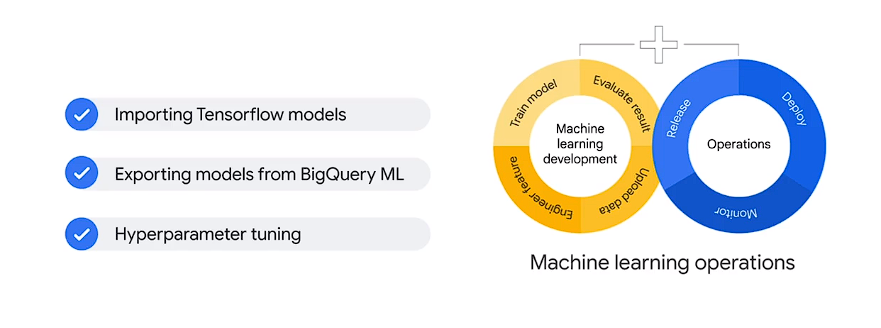 Importing Tensorflow models
Exporting models from BigQuery ML
Hyperparameter tuning
Train model
Evaluate result
Engineer feature
Upload data
Machine
learning
development
Release
Deploy
Monitor
Operations
Machine learning operations